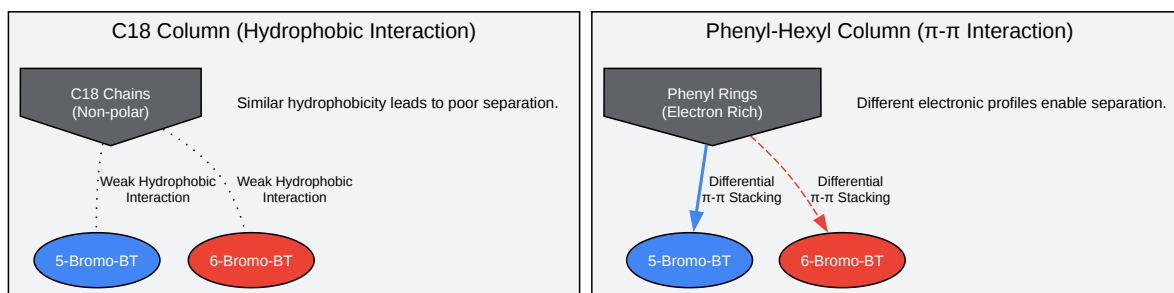 C18 Column (Hydrophobic Interaction)
C18 Chains
(Non-polar)
Similar hydrophobicity leads to poor separation.
Weak Hydrophobic
Interaction
Weak Hydrophobic
Interaction
5-Bromo-BT
6-Bromo-BT
Phenyl-Hexyl Column (π-π Interaction)
Phenyl Rings
(Electron Rich)
Different electronic profiles enable separation.
Differential
π-π Stacking
Differential
π-π Stacking
5-Bromo-BT
6-Bromo-BT